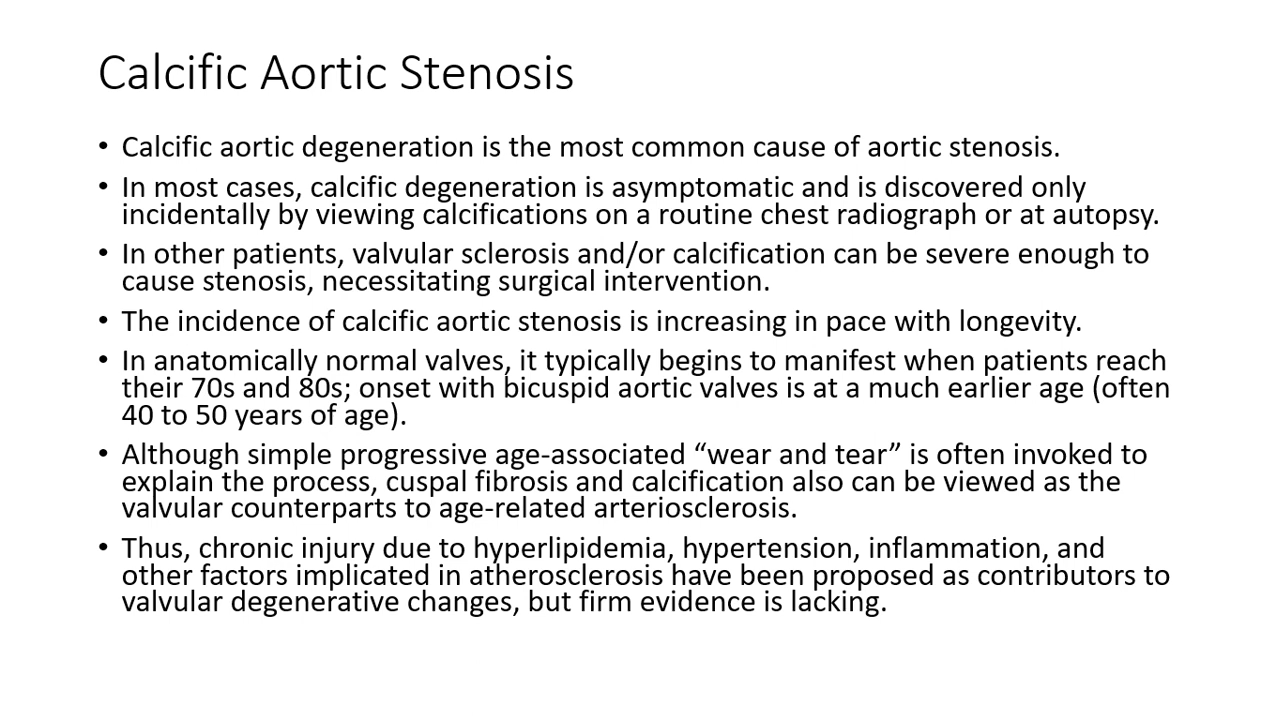 Calcific Aortic Stenosis
• Calcific aortic degeneration is the most common cause of aortic stenosis.
• In most cases, calcific degeneration is asymptomatic and is discovered only
incidentally by viewing calcifications on a routine chest radiograph or at autopsy.
• In other patients, valvular sclerosis and/or calcification can be severe enough to
cause stenosis, necessitating surgical intervention.
• The incidence of calcific aortic stenosis is increasing in pace with longevity.
• In anatomically normal valves, it typically begins to manifest when patients reach
their 70s and 80s; onset with bicuspid aortic valves is at a much earlier age (often
40 to 50 years of age).
• Although simple progressive age-associated “wear and tear” is often invoked to
explain the process, cuspal fibrosis and calcification also can be viewed as the
valvular counterparts to age-related arteriosclerosis.
• Thus, chronic injury due to hyperlipidemia, hypertension, inflammation, and
other factors implicated in atherosclerosis have been proposed as contributors to
valvular degenerative changes, but firm evidence is lacking.